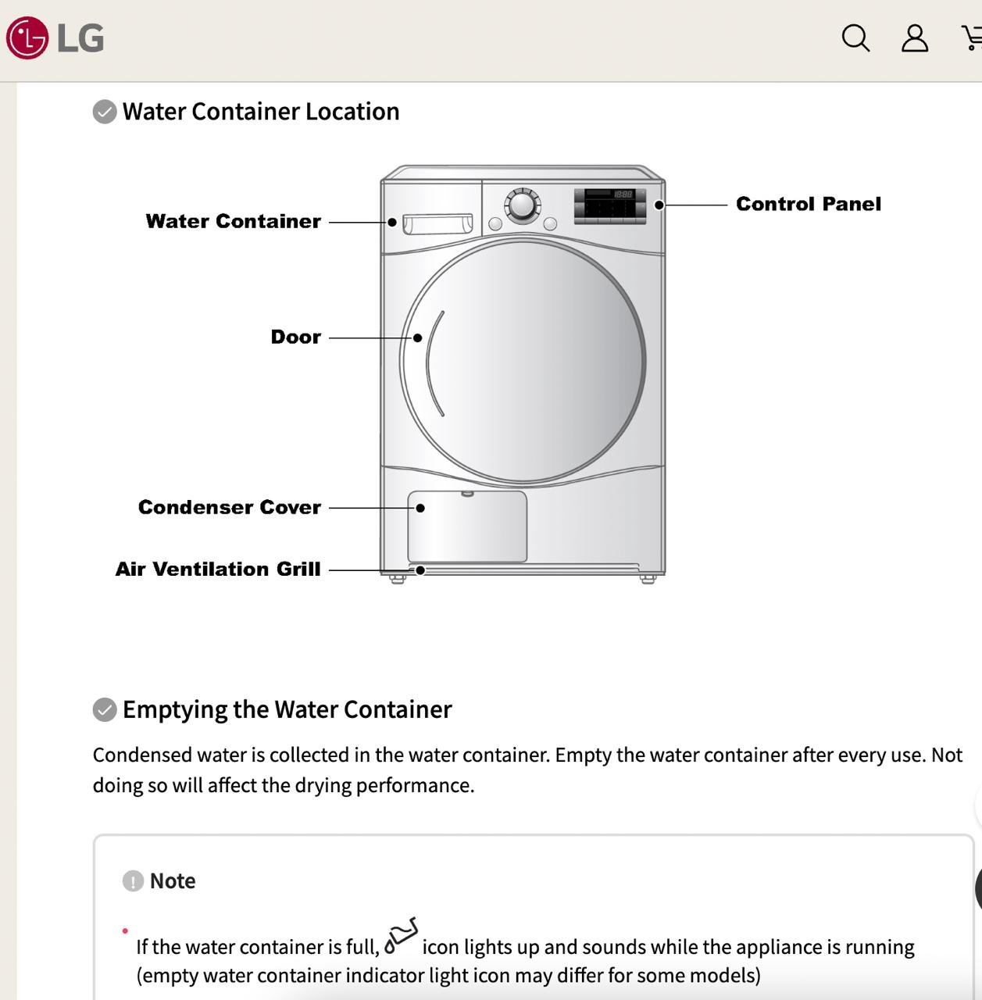 LG
Water Container Location
Water Container
Control Panel
18:88
Door
Condenser Cover
Air Ventilation Grill
Emptying the Water Container
Condensed water is collected in the water container. Empty the water container after every use. Not
doing so will affect the drying performance.
Note
If the water container is full, icon lights up and sounds while the appliance is running
(empty water container indicator light icon may differ for some models)